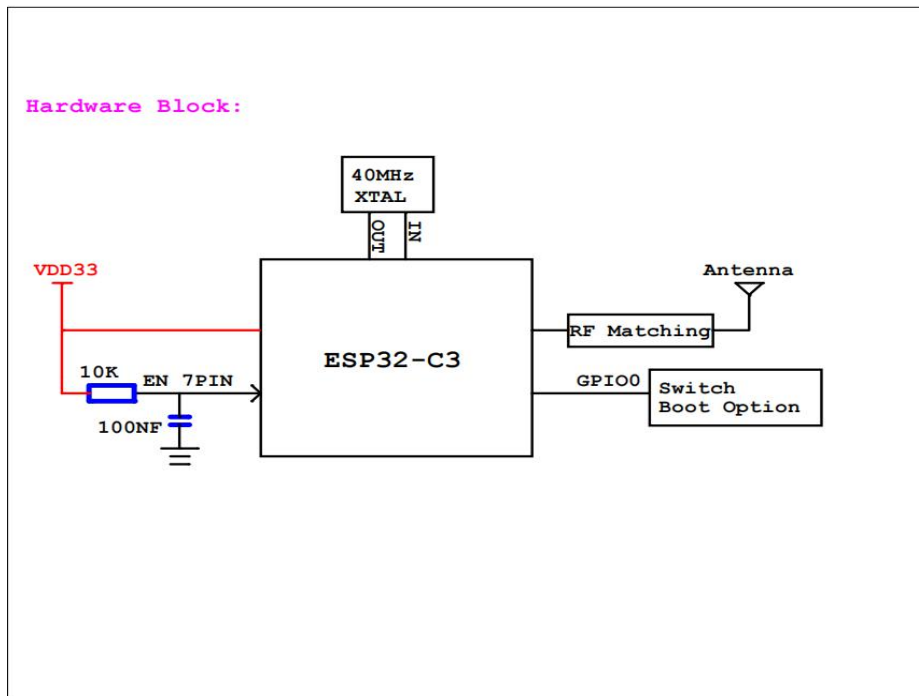 Hardware Block:
40MHz
XTAL
OUT
IN
VDD33
Antenna
RF Matching
ESP32-C3
10K
EN 7PIN
GPIO0
Switch
Boot Option
100NF